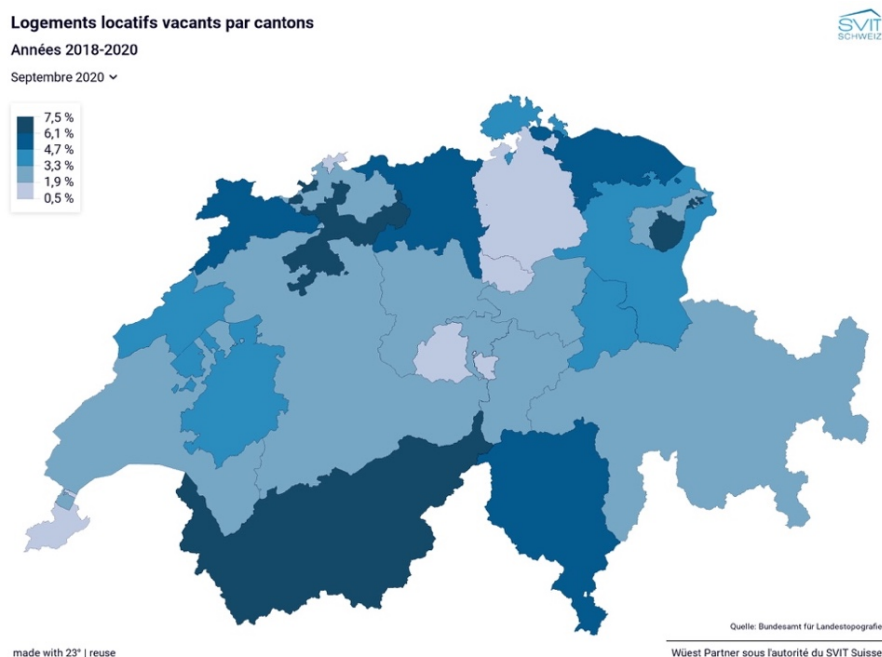 Logements locatifs vacants par cantons
SVIT
SCHWEIZ
Années 2018-2020
Septembre 2020
7,5 %
6,1 %
4,7 %
3,3 %
1,9 %
0,5 %
Quelle: Bundesamt für Landestopografie
made with 23° | reuse
Wüest Partner sous l'autorité du SVIT Suisse